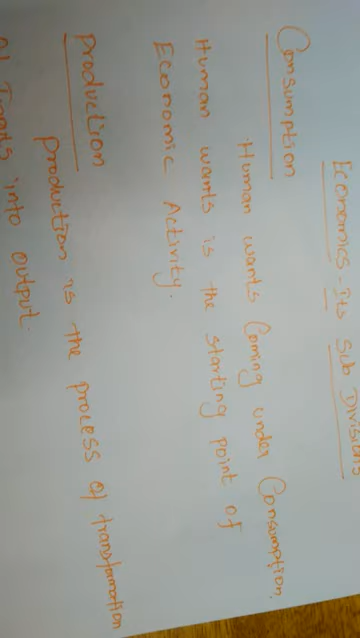 Economics - Its Sub Divisions
Consumption
Human wants Coming under Consumption.
Human wants is the starting point of
Economic Activity.
Production
Production is the process of transformation
of Inputs into output.